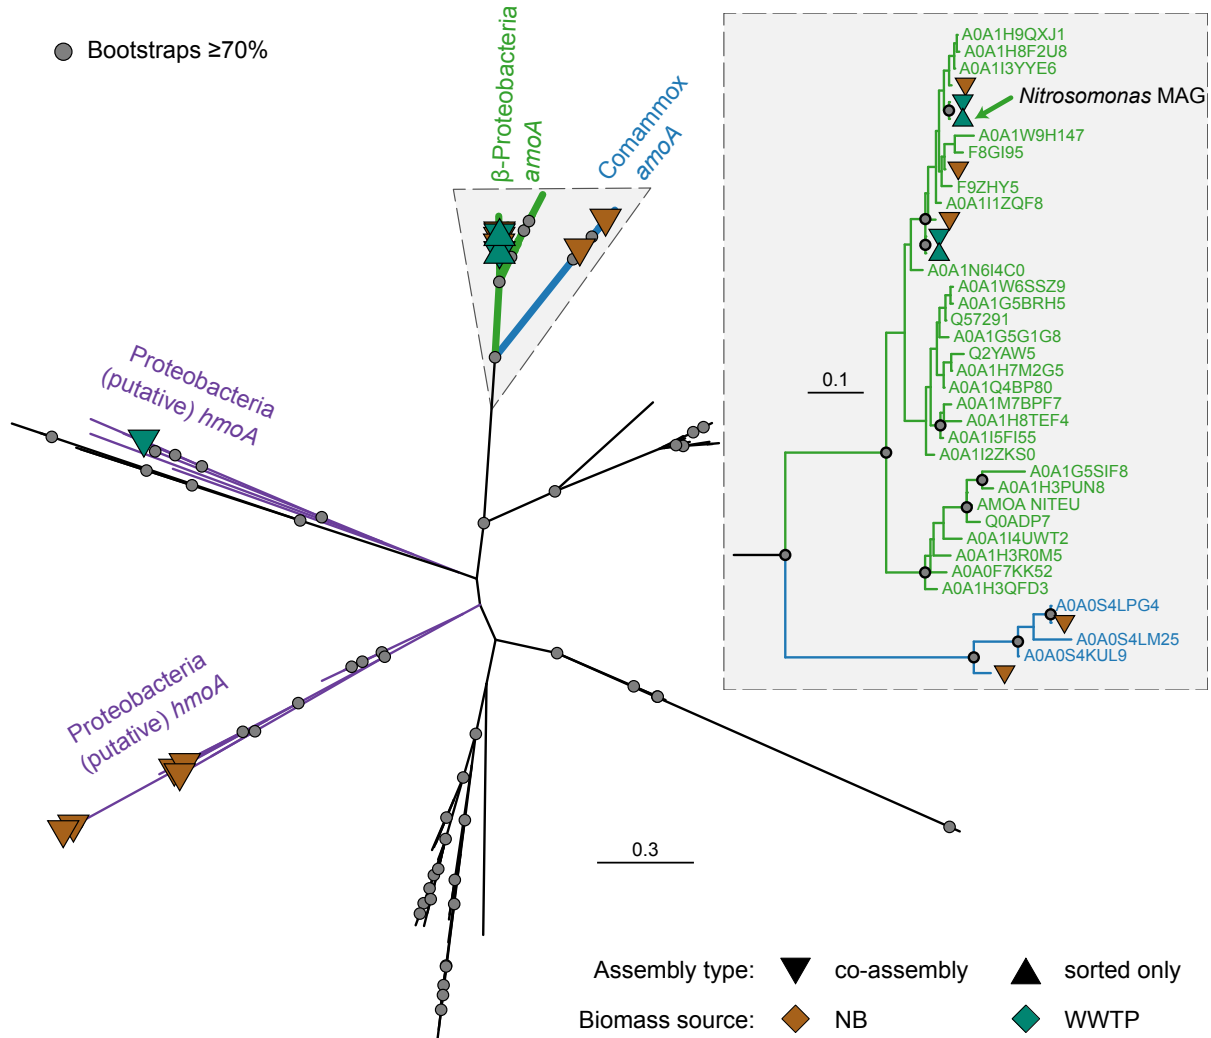 Bootstraps ≥70%
β-Proteobacteria
amoA
Comammox
amoA
Proteobacteria
(putative) hmoA
Proteobacteria
(putative) hmoA
0.3
A0A1H9QXJ1
A0A1H8F2U8
A0A1I3YYE6
Nitrosomonas MAG
A0A1W9H147
F8GI95
F9ZHY5
A0A1I1ZQF8
A0A1N6I4C0
A0A1W6SSZ9
A0A1G5BRH5
Q57291
A0A1G5G1G8
Q2YAW5
A0A1H7M2G5
0.1
A0A1Q4BP80
A0A1M7BPF7
A0A1H8TEF4
A0A1I5FI55
A0A1I2ZKS0
A0A1G5SIF8
A0A1H3PUN8
AMOA NITEU
Q0ADP7
A0A1I4UWT2
A0A1H3R0M5
A0A0F7KK52
A0A1H3QFD3
A0A0S4LPG4
A0A0S4LM25
A0A0S4KUL9
Assembly type: co-assembly sorted only
Biomass source: NB WWTP